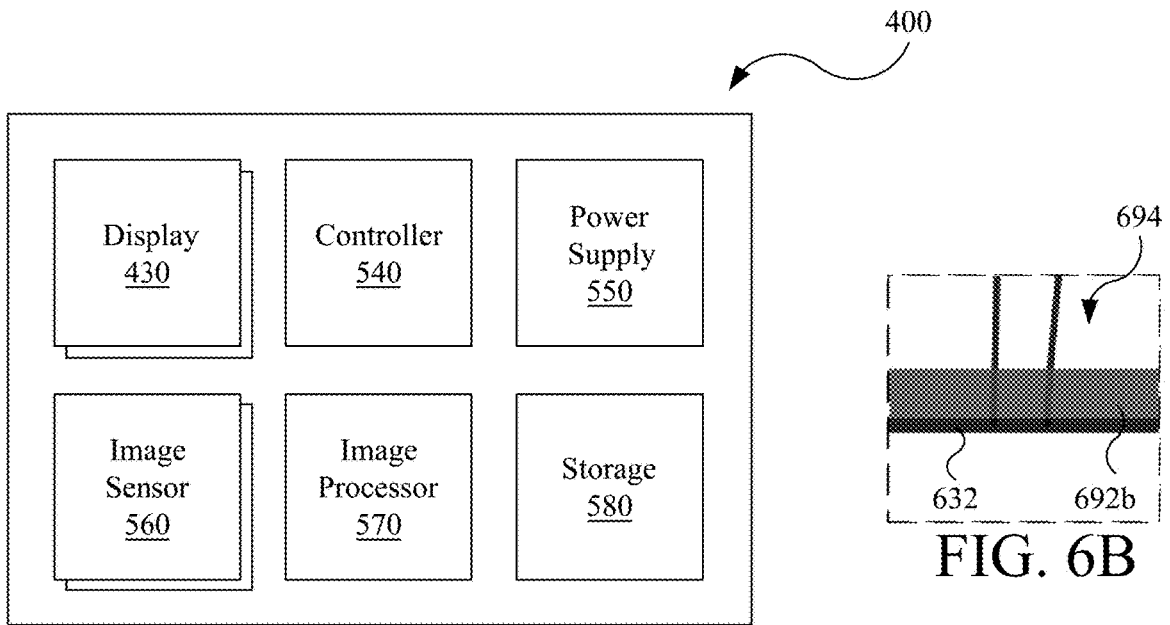 400
Display
430
Controller
540
Power
Supply
550
Image
Sensor
560
Image
Processor
570
Storage
580
694
632
692b
FIG. 6B